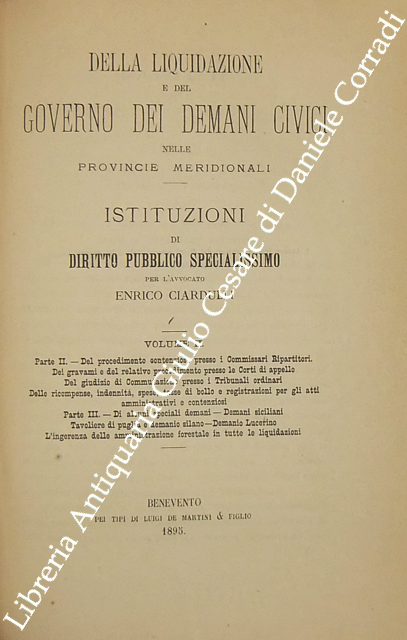 DELLA LIQUIDAZIONE
E DEL
GOVERNO DEI DEMANI CIVICI
NELLE
PROVINCIE MERIDIONALI
ISTITUZIONI
DI
DIRITTO PUBBLICO SPECIALISSIMO
PER L'AVVOCATO
ENRICO CIARDULLI
VOLUME
Parte II. — Del procedimento contenzioso presso i Commissari Ripartitori.
Dei gravami e del relativo procedimento presso le Corti di appello
Del giudizio di Commutazione presso i Tribunali ordinari
Delle ricompense, indennità, spese, tasse di bollo e registrazioni per gli atti
amministrativi e contenziosi
Parte III. — Di alcuni speciali demani — Demani siciliani
Tavoliere di puglia e demanio silano — Demanio Lucerino
L'ingerenza delle amministrazione forestale in tutte le liquidazioni
BENEVENTO
PEI TIPI DI LUIGI DE MARTINI & FIGLIO
1895.
Libreria Antiquaria Giulio Cesare di Daniele Corradi